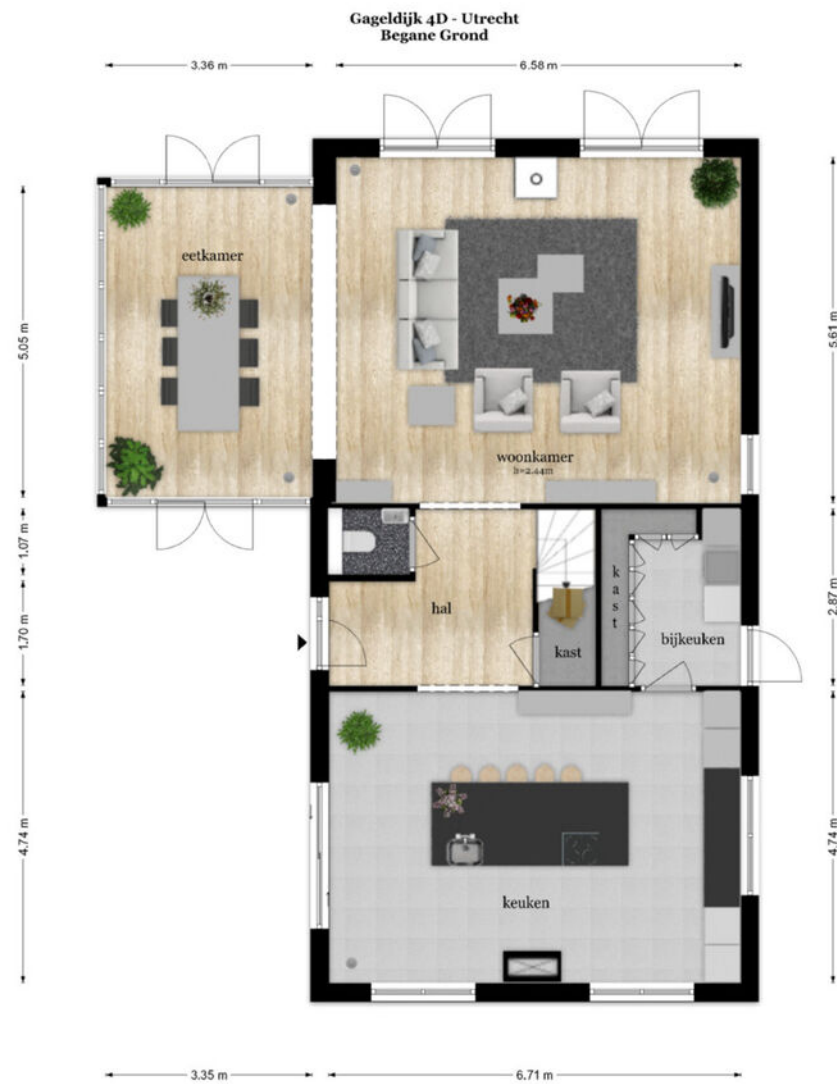 Gageldijk 4D - Utrecht
Begane Grond
3.36 m
6.58 m
eetkamer
5.05 m
5.61 m
woonkamer
h=2.44m
1.07 m
1.70 m
hal
kast
kast
bijkeuken
2.87 m
4.74 m
keuken
4.74 m
3.35 m
6.71 m